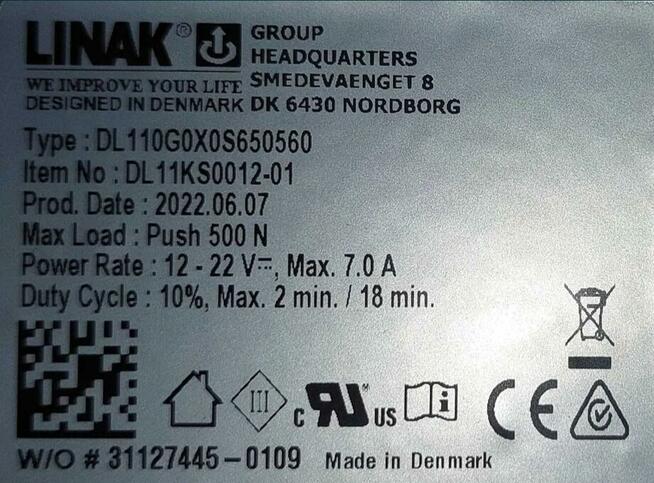 LINAK® GROUP
HEADQUARTERS
WE IMPROVE YOUR LIFE SMEDEVAENGET 8
DESIGNED IN DENMARK DK 6430 NORDBORG
Type : DL110G0X0S650560
Item No : DL11KS0012-01
Prod. Date : 2022.06.07
Max Load : Push 500 N
Power Rate : 12 - 22 V⎓, Max. 7.0 A
Duty Cycle : 10%, Max. 2 min. / 18 min.
III c RU ® US i CE
W/O # 31127445-0109 Made in Denmark